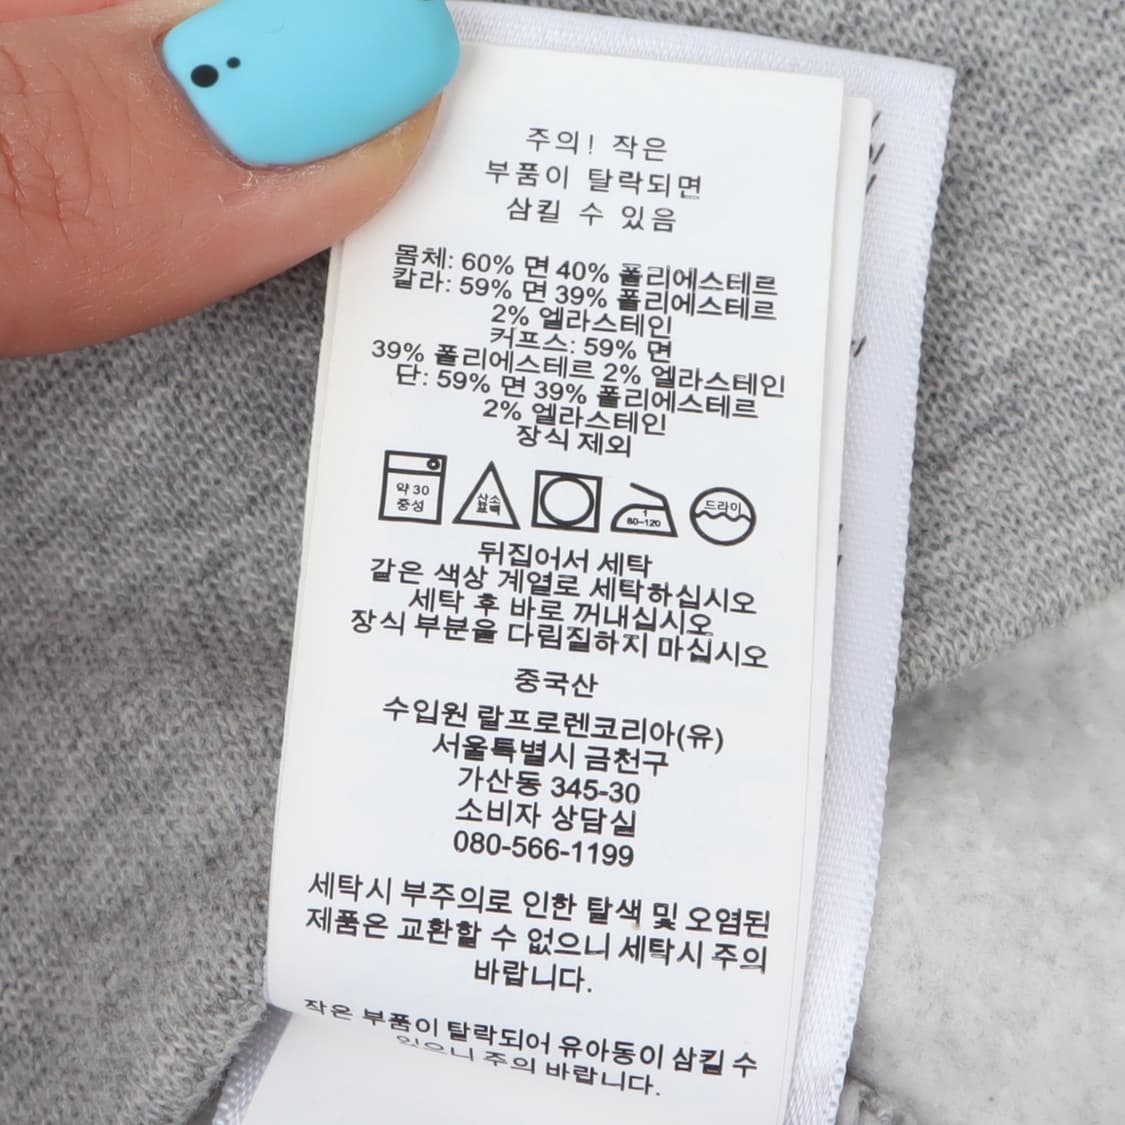 주의! 작은
부품이 탈락되면
삼킬 수 있음
몸체: 60% 면 40% 폴리에스테르
칼라: 59% 면 39% 폴리에스테르
2% 엘라스테인
커프스: 59% 면
39% 폴리에스테르 2% 엘라스테인
단: 59% 면 39% 폴리에스테르
2% 엘라스테인
장식 제외
약 30
중성
산소
표백
1
80-120
드라이
뒤집어서 세탁
같은 색상 계열로 세탁하십시오
세탁 후 바로 꺼내십시오
장식 부분을 다림질하지 마십시오
중국산
수입원 랄프로렌코리아(유)
서울특별시 금천구
가산동 345-30
소비자 상담실
080-566-1199
세탁시 부주의로 인한 탈색 및 오염된
제품은 교환할 수 없으니 세탁시 주의
바랍니다.
작은 부품이 탈락되어 유아동이 삼킬 수
있으니 주의 바랍니다.